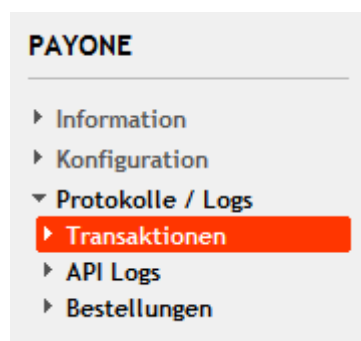 PAYONE
Information
Konfiguration
Protokolle / Logs
Transaktionen
API Logs
Bestellungen